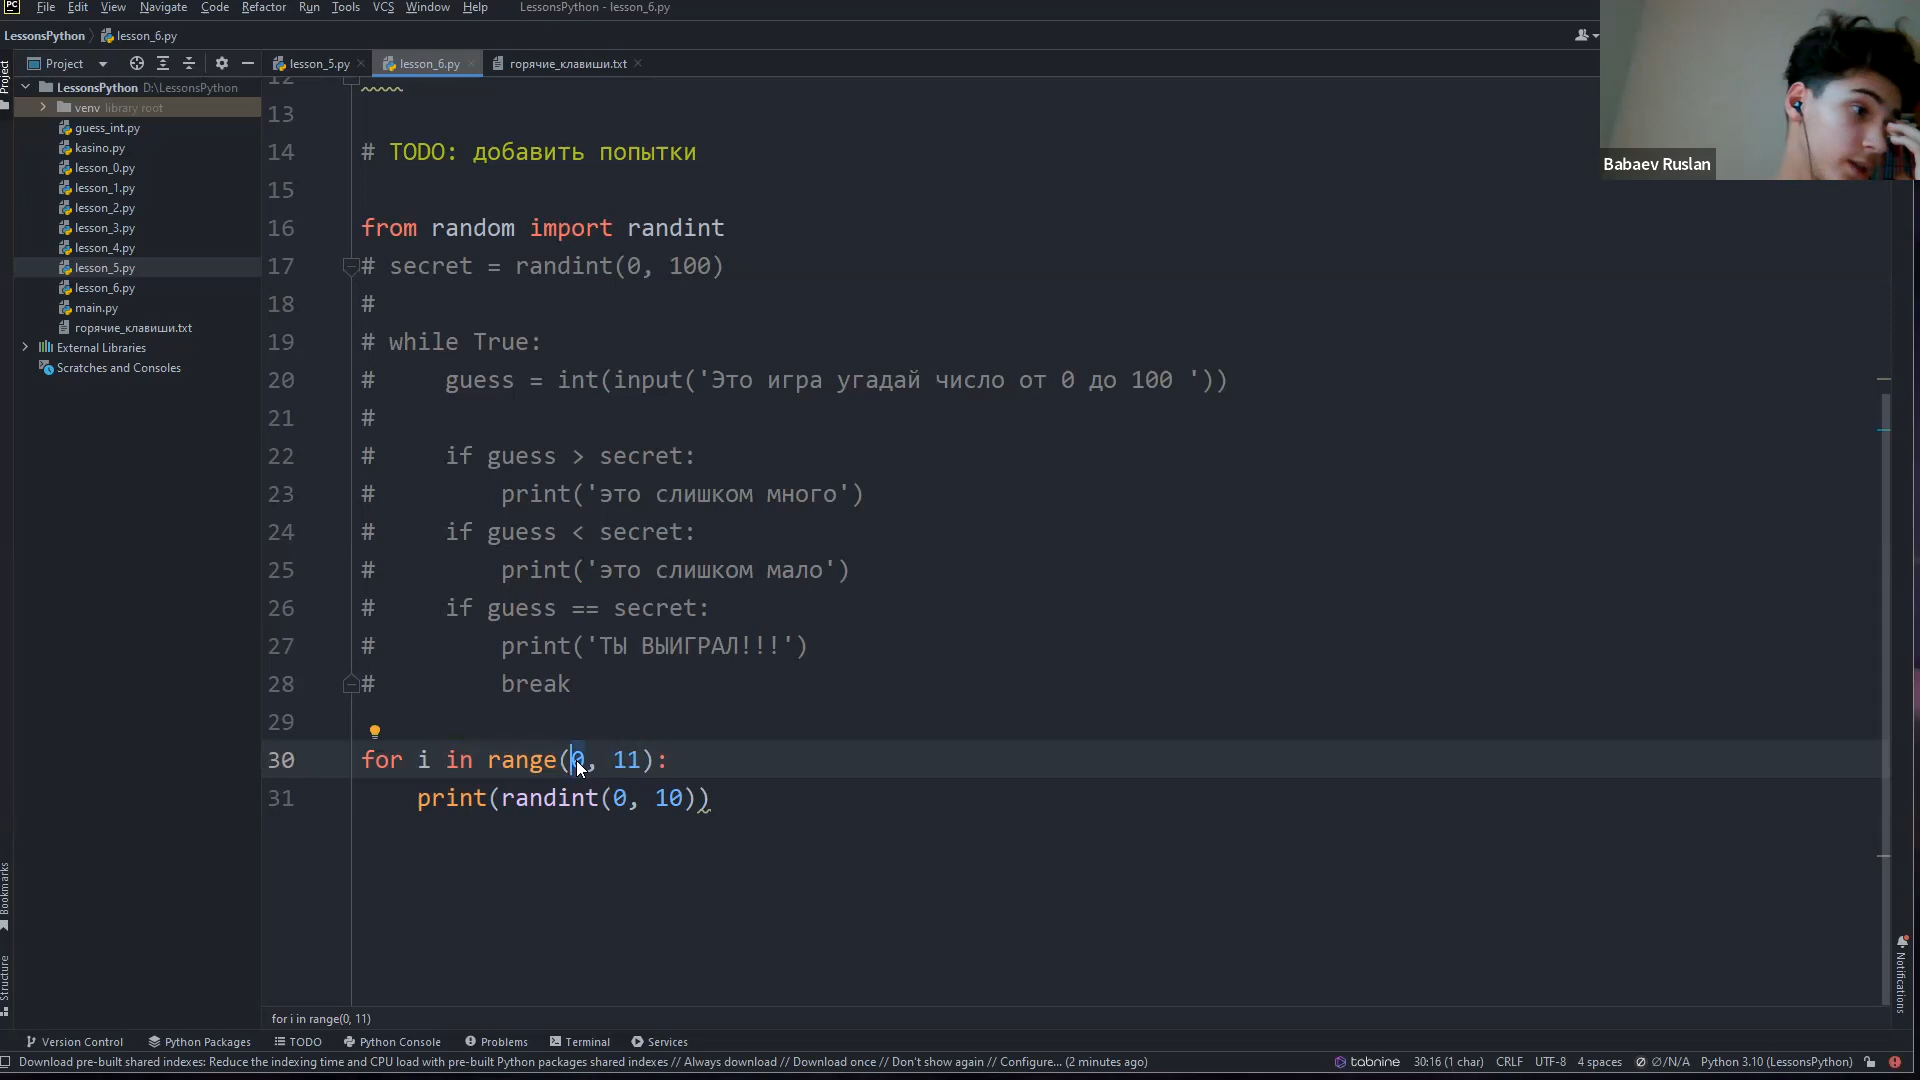 PC File Edit View Navigate Code Refactor Run Tools VCS Window Help LessonsPython - lesson_6.py
LessonsPython lesson_6.py
Project lesson_5.py lesson_6.py горячие_клавиши.txt
Project
LessonsPython D:\LessonsPython
venv library root
guess_int.py
kasino.py
lesson_0.py
lesson_1.py
lesson_2.py
lesson_3.py
lesson_4.py
lesson_5.py
lesson_6.py
main.py
горячие_клавиши.txt
External Libraries
Scratches and Consoles
12
13
14 # TODO: добавить попытки
15
16 from random import randint
17 # secret = randint(0, 100)
18 #
19 # while True:
20 # guess = int(input('Это игра угадай число от 0 до 100 '))
21 #
22 # if guess > secret:
23 # print('это слишком много')
24 # if guess < secret:
25 # print('это слишком мало')
26 # if guess == secret:
27 # print('ТЫ ВЫИГРАЛ!!!')
28 # break
29
30 for i in range(0, 11):
31 print(randint(0, 10))
Babaev Ruslan
Bookmarks
Structure
Notifications
for i in range(0, 11)
Version Control Python Packages TODO Python Console Problems Terminal Services
Download pre-built shared indexes: Reduce the indexing time and CPU load with pre-built Python packages shared indexes // Always download // Download once // Don't show again // Configure... (2 minutes ago) tabnine 30:16 (1 char) CRLF UTF-8 4 spaces ∅/N/A Python 3.10 (LessonsPython)